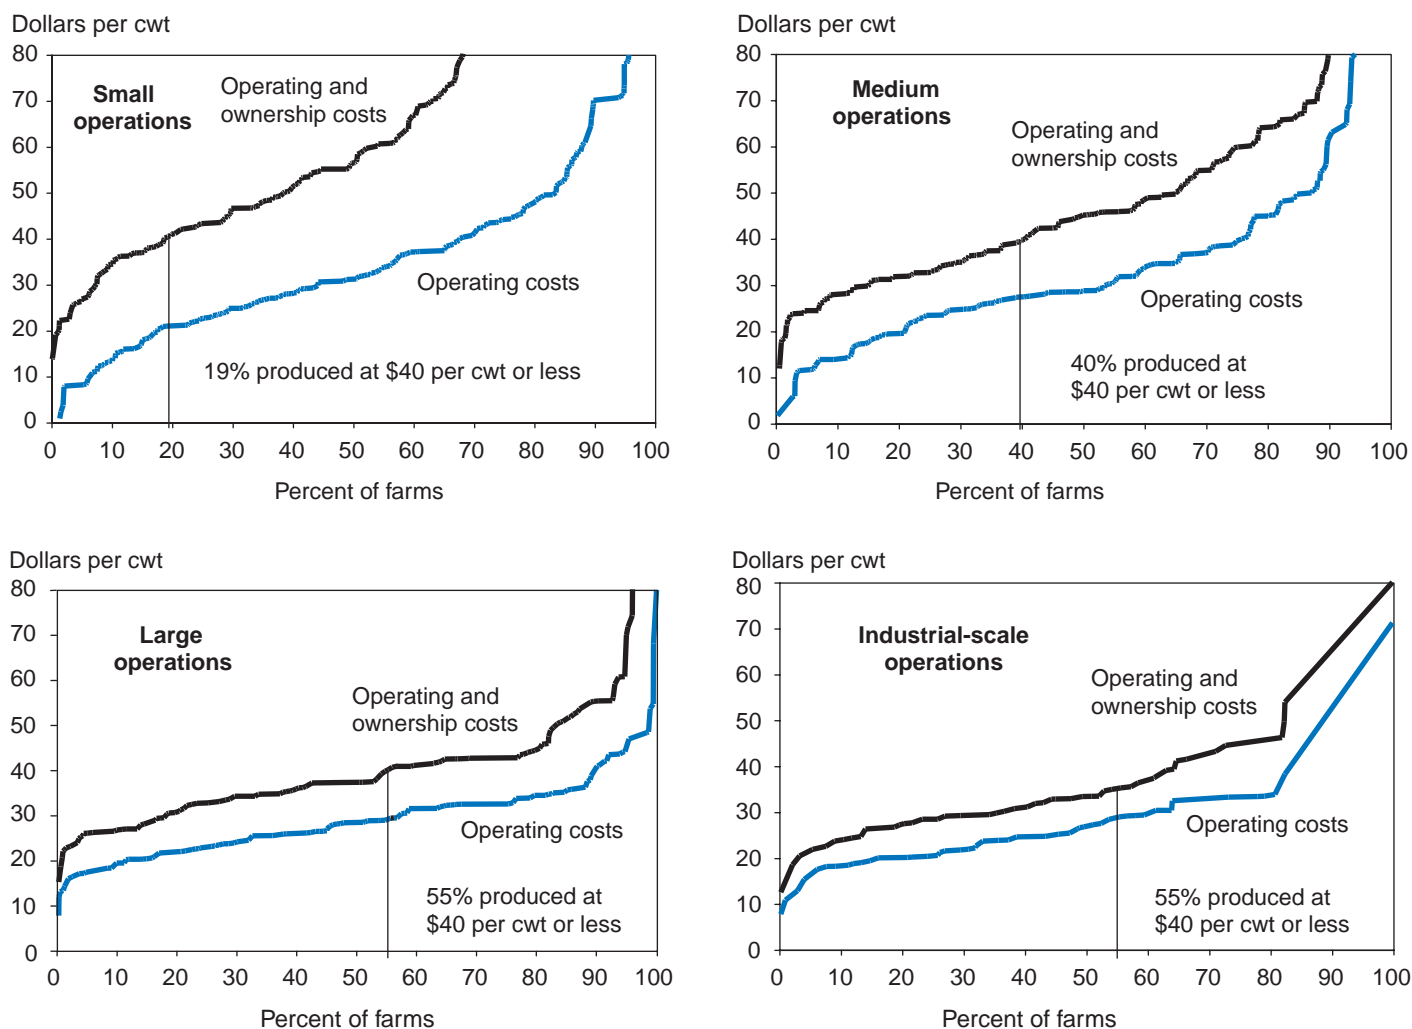 Dollars per cwt
80
70
60
50
40
30
20
10
0
Small
operations
Operating and
ownership costs
Operating costs
19% produced at $40 per cwt or less
0 10 20 30 40 50 60 70 80 90 100
Percent of farms
Dollars per cwt
80
70
60
50
40
30
20
10
0
Medium
operations
Operating and
ownership costs
Operating costs
40% produced at
$40 per cwt or less
0 10 20 30 40 50 60 70 80 90 100
Percent of farms
Dollars per cwt
80
70
60
50
40
30
20
10
0
Large
operations
Operating and
ownership costs
Operating costs
55% produced at
$40 per cwt or less
0 10 20 30 40 50 60 70 80 90 100
Percent of farms
Dollars per cwt
80
70
60
50
40
30
20
10
0
Industrial-scale
operations
Operating and
ownership costs
Operating costs
55% produced at
$40 per cwt or less
0 10 20 30 40 50 60 70 80 90 100
Percent of farms